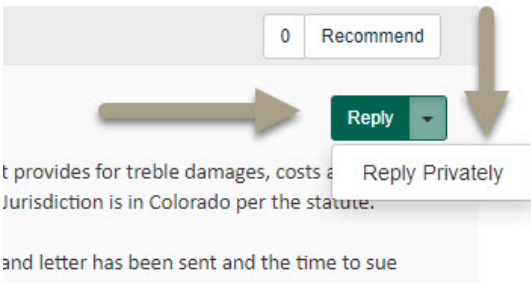 0 Recommend
Reply
Reply Privately
t provides for treble damages, costs
Jurisdiction is in Colorado per the statute.
and letter has been sent and the time to sue